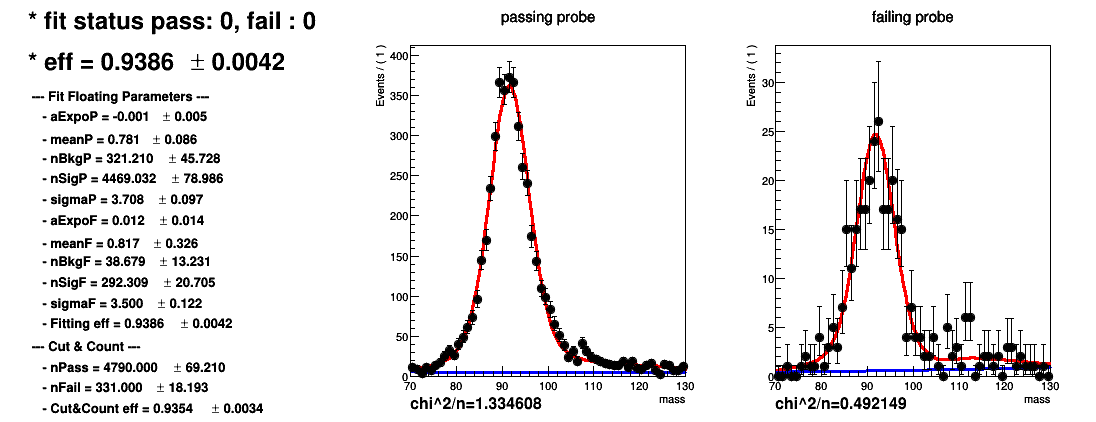 * fit status pass: 0, fail : 0
* eff = 0.9386 ± 0.0042
--- Fit Floating Parameters ---
- aExpoP = -0.001 ± 0.005
- meanP = 0.781 ± 0.086
- nBkgP = 321.210 ± 45.728
- nSigP = 4469.032 ± 78.986
- sigmaP = 3.708 ± 0.097
- aExpoF = 0.012 ± 0.014
- meanF = 0.817 ± 0.326
- nBkgF = 38.679 ± 13.231
- nSigF = 292.309 ± 20.705
- sigmaF = 3.500 ± 0.122
- Fitting eff = 0.9386 ± 0.0042
--- Cut & Count ---
- nPass = 4790.000 ± 69.210
- nFail = 331.000 ± 18.193
- Cut&Count eff = 0.9354 ± 0.0034
passing probe
Events / ( 1 )
400
350
300
250
200
150
100
50
0
70 80 90 100 110 120 130
mass
chi^2/n=1.334608
failing probe
Events / ( 1 )
30
25
20
15
10
5
0
70 80 90 100 110 120 130
mass
chi^2/n=0.492149